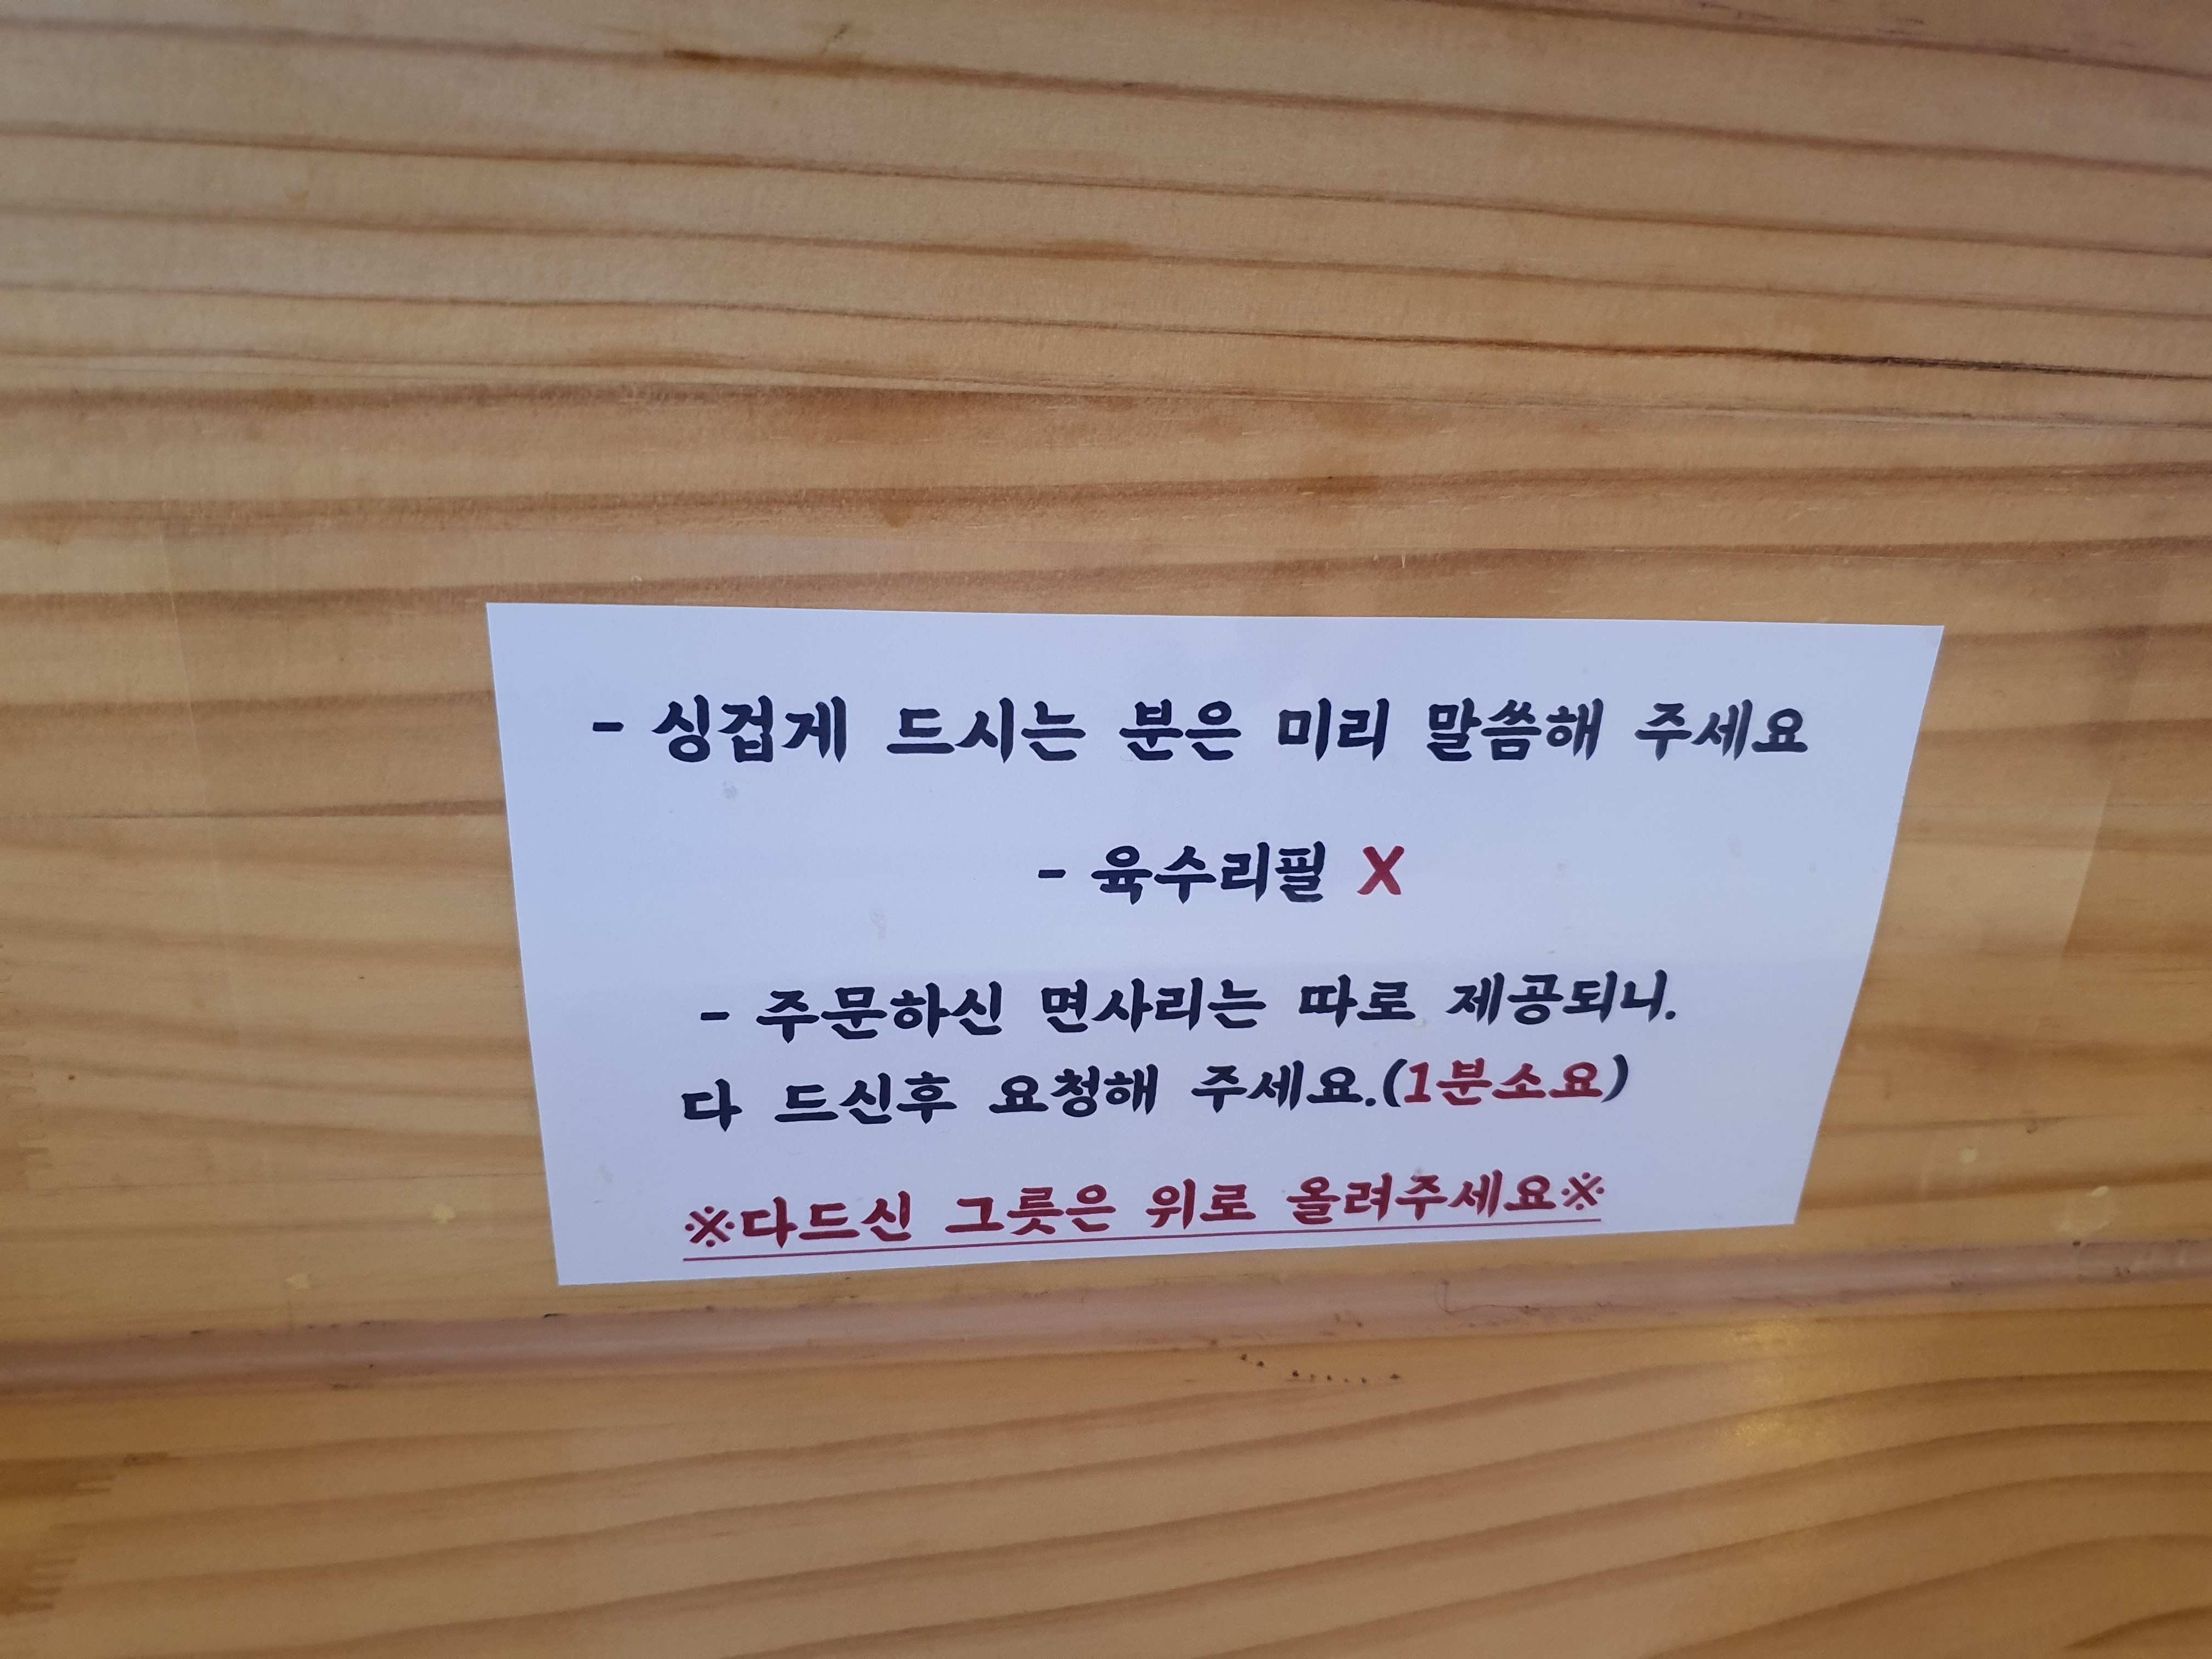 - 싱겁게 드시는 분은 미리 말씀해 주세요
- 육수리필 X
- 주문하신 면사리는 따로 제공되니.
다 드신후 요청해 주세요.(1분소요)
※다드신 그릇은 위로 올려주세요※